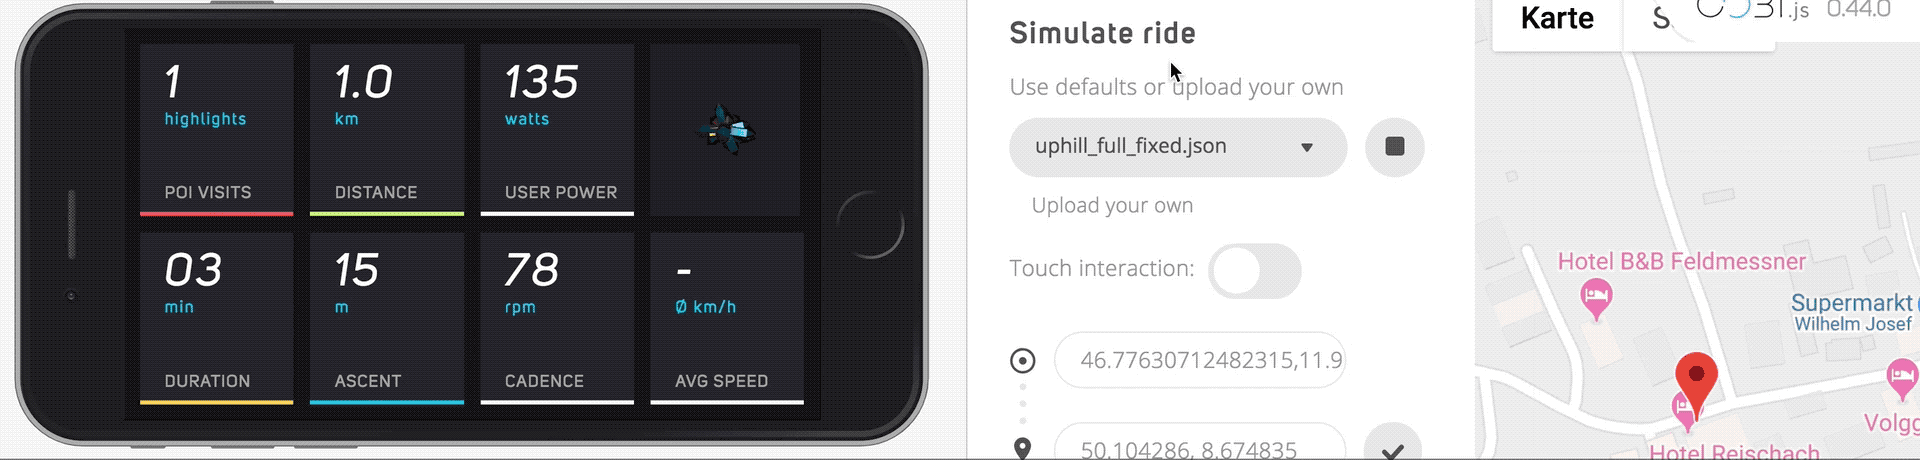 1
highlights
POI VISITS
1.0
km
DISTANCE
135
watts
USER POWER
03
min
DURATION
15
m
ASCENT
78
rpm
CADENCE
-
Ø km/h
AVG SPEED
Simulate ride
Use defaults or upload your own
uphill_full_fixed.json
Upload your own
Touch interaction:
46.77630712482315,11.9
50.104286, 8.674835
Karte
S
COBI.js 0.44.0
Hotel B&B Feldmessner
Supermarkt
Wilhelm Josef
Volgg
Hotel Reischach